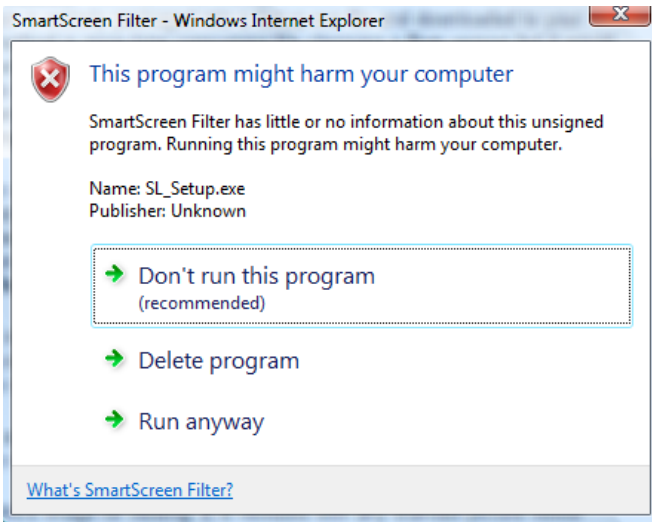 SmartScreen Filter - Windows Internet Explorer
This program might harm your computer
SmartScreen Filter has little or no information about this unsigned
program. Running this program might harm your computer.
Name: SL_Setup.exe
Publisher: Unknown
Don't run this program
(recommended)
Delete program
Run anyway
What's SmartScreen Filter?